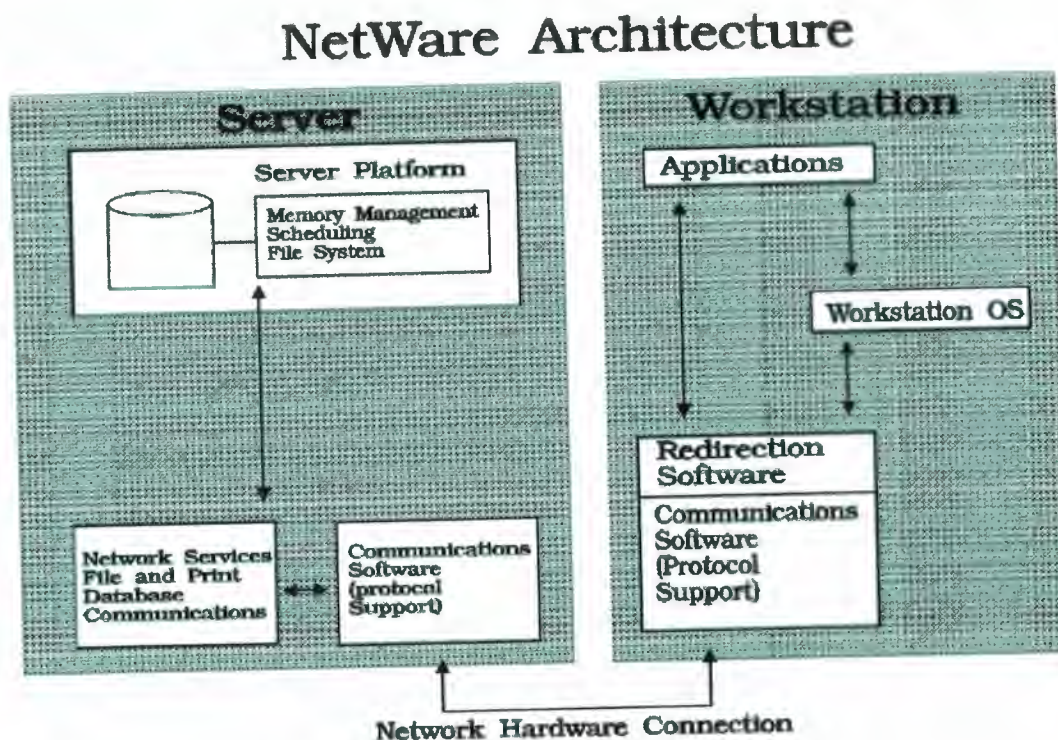 NetWare Architecture
Server
Server Platform
Memory Management
Scheduling
File System
Network Services
File and Print
Database
Communications
Communications
Software
(protocol
Support)
Workstation
Applications
Workstation OS
Redirection
Software
Communications
Software
(Protocol
Support)
Network Hardware Connection